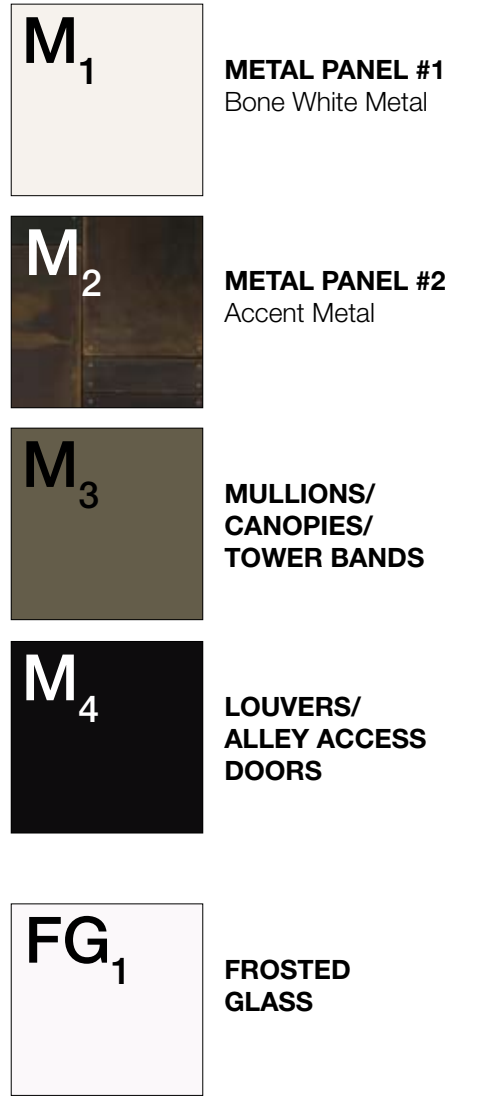 M1
METAL PANEL #1
Bone White Metal
M2
METAL PANEL #2
Accent Metal
M3
MULLIONS/
CANOPIES/
TOWER BANDS
M4
LOUVERS/
ALLEY ACCESS
DOORS
FG1
FROSTED
GLASS